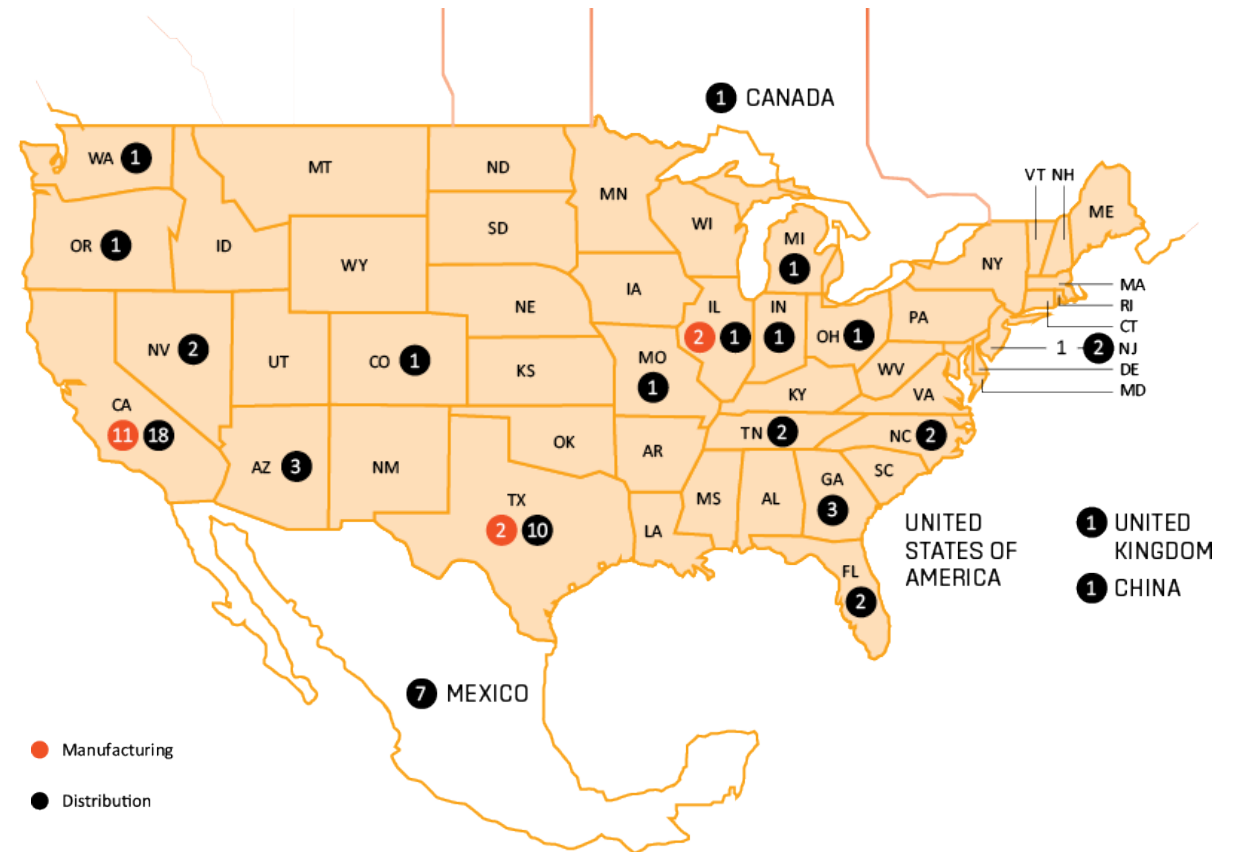 1 CANADA
VT NH
WA 1
MT
ND
MN
ME
OR 1
ID
SD
WI
MI
1
NY
WY
MA
IA
RI
NE
IL
2 1
IN
1
PA
CT
NV 2
UT
CO 1
KS
MO
1
OH 1
1 2 NJ
WV
DE
KY
VA
MD
CA
11 18
AZ 3
NM
OK
AR
TN 2
NC 2
SC
TX
2 10
LA
MS
AL
GA
3
UNITED
STATES OF
AMERICA
1 UNITED
KINGDOM
FL
2
1 CHINA
7 MEXICO
Manufacturing
Distribution